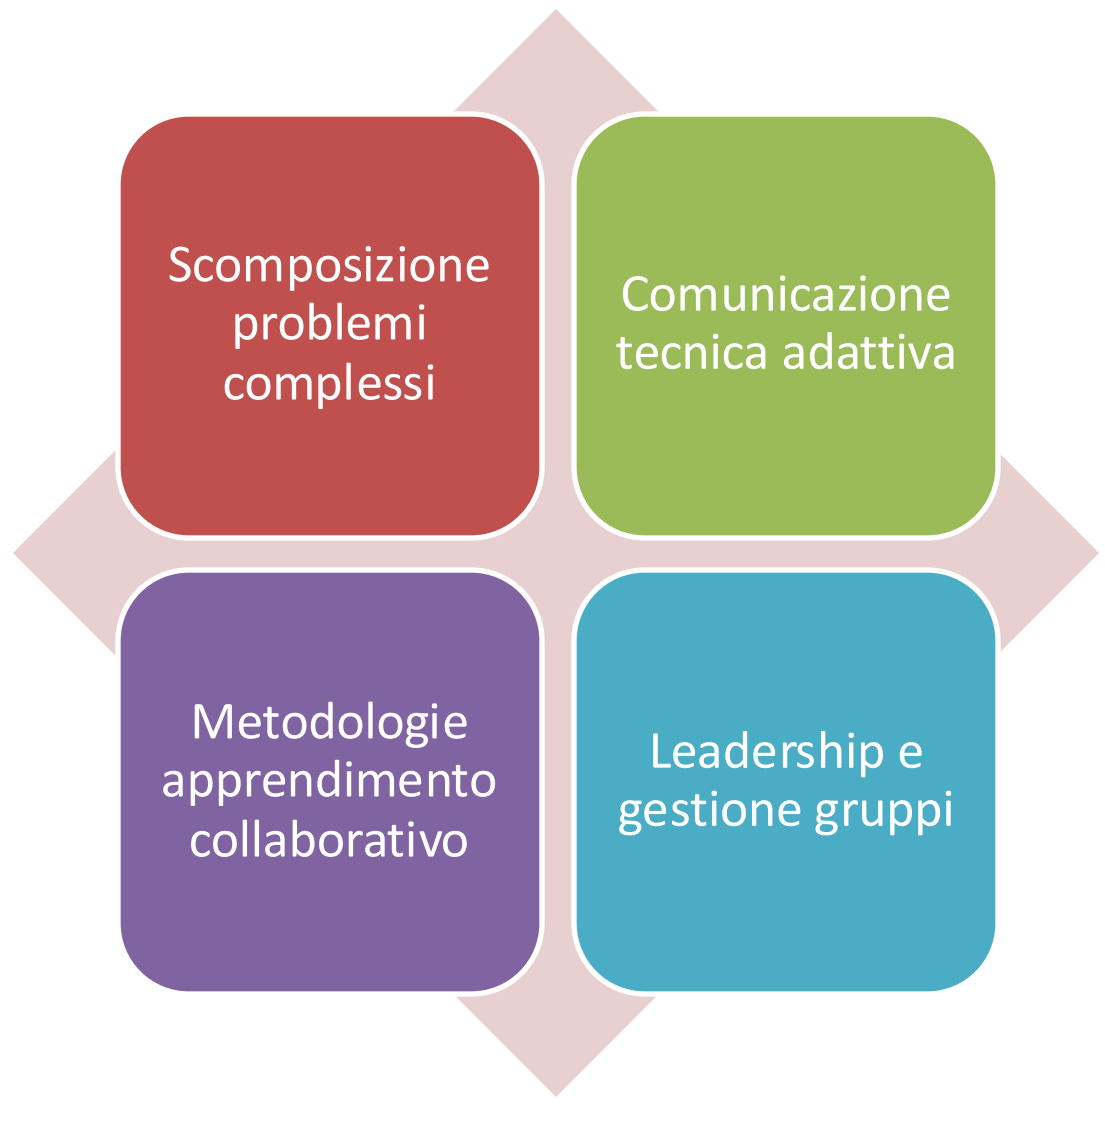 Scomposizione
problemi
complessi
Comunicazione
tecnica adattiva
Metodologie
apprendimento
collaborativo
Leadership e
gestione gruppi